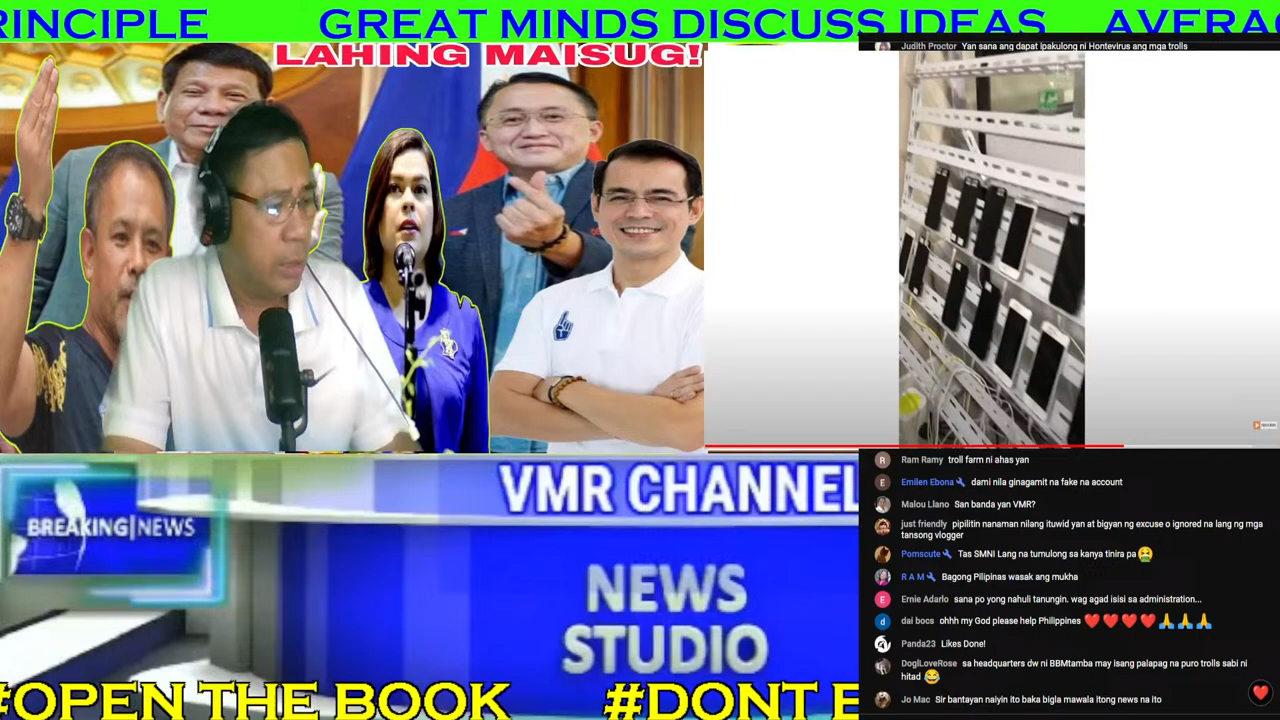 RINCIPLE GREAT MINDS DISCUSS IDEAS AVERAG
LAHING MAISUG!
Judith Proctor Yan sana ang dapat ipakulong ni Hontevirus ang mga trolls
Ram Ramy troll farm ni ahas yan
Emilen Ebona dami nila ginagamit na fake na account
Malou Llano San banda yan VMR?
just friendly pipilitin nanaman nilang ituwid yan at bigyan ng excuse o ignored na lang ng mga
tansong vlogger
Pomscute Tas SMNI Lang na tumulong sa kanya tinira pa🤮
R A M Bagong Pilipinas wasak ang mukha
Ernie Adarlo sana po yong nahuli tanungin. wag agad isisi sa administration...
dai bocs ohhh my God please help Philippines ❤️❤️❤️❤️🙏🙏🙏
Panda23 Likes Done!
DoglLoveRose sa headquarters dw ni BBMtamba may isang palapag na puro trolls sabi ni
hitad 😂
Jo Mac Sir bantayan naiyin ito baka bigla mawala itong news na ito
VMR CHANNEL
BREAKING|NEWS
NEWS
STUDIO
#OPEN THE BOOK #DONT E